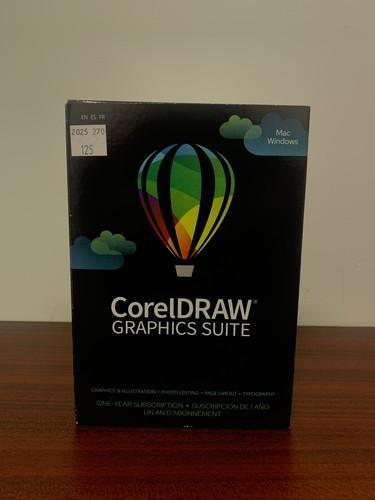 EN ES FR
2025 270
125
Mac
Windows
CorelDRAW®
GRAPHICS SUITE
GRAPHICS & ILLUSTRATION • PHOTO EDITING • PAGE LAYOUT • TYPOGRAPHY
ONE-YEAR SUBSCRIPTION • SUSCRIPCIÓN DE 1 AÑO
UN AN D'ABONNEMENT